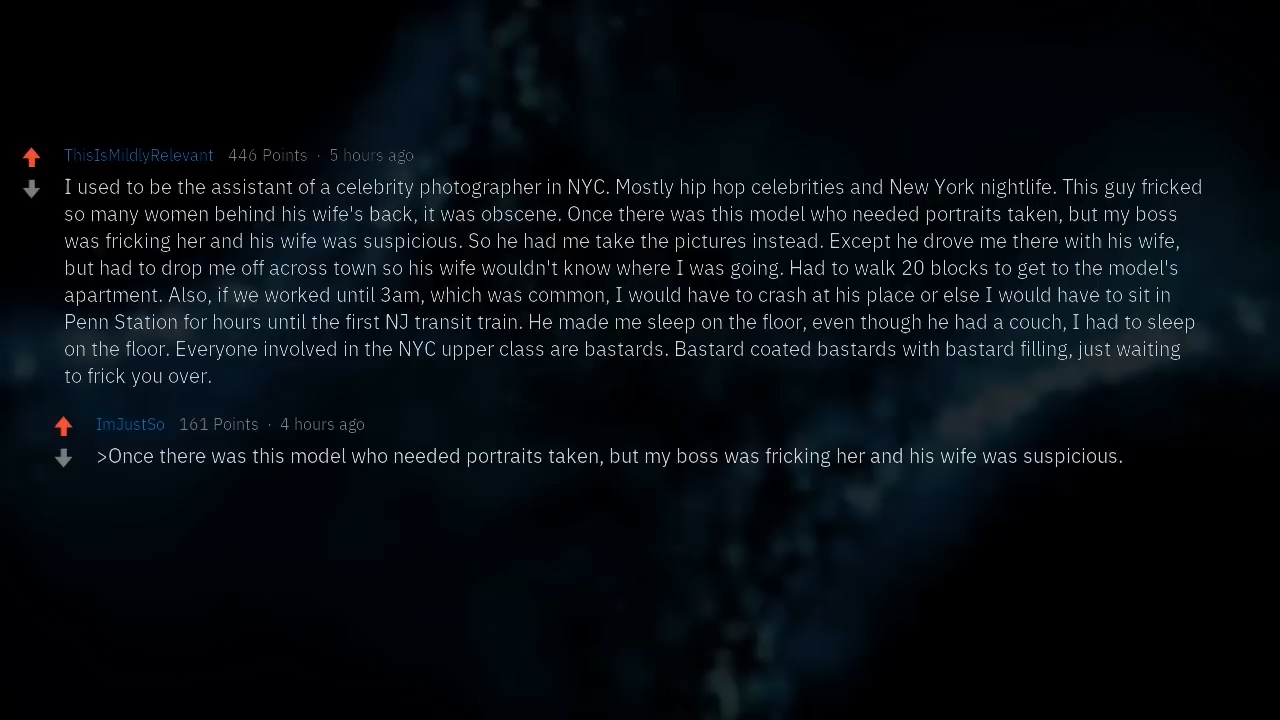 ThisIsMildlyRelevant 446 Points · 5 hours ago
I used to be the assistant of a celebrity photographer in NYC. Mostly hip hop celebrities and New York nightlife. This guy fricked
so many women behind his wife's back, it was obscene. Once there was this model who needed portraits taken, but my boss
was fricking her and his wife was suspicious. So he had me take the pictures instead. Except he drove me there with his wife,
but had to drop me off across town so his wife wouldn't know where I was going. Had to walk 20 blocks to get to the model's
apartment. Also, if we worked until 3am, which was common, I would have to crash at his place or else I would have to sit in
Penn Station for hours until the first NJ transit train. He made me sleep on the floor, even though he had a couch, I had to sleep
on the floor. Everyone involved in the NYC upper class are bastards. Bastard coated bastards with bastard filling, just waiting
to frick you over.
ImJustSo 161 Points · 4 hours ago
>Once there was this model who needed portraits taken, but my boss was fricking her and his wife was suspicious.